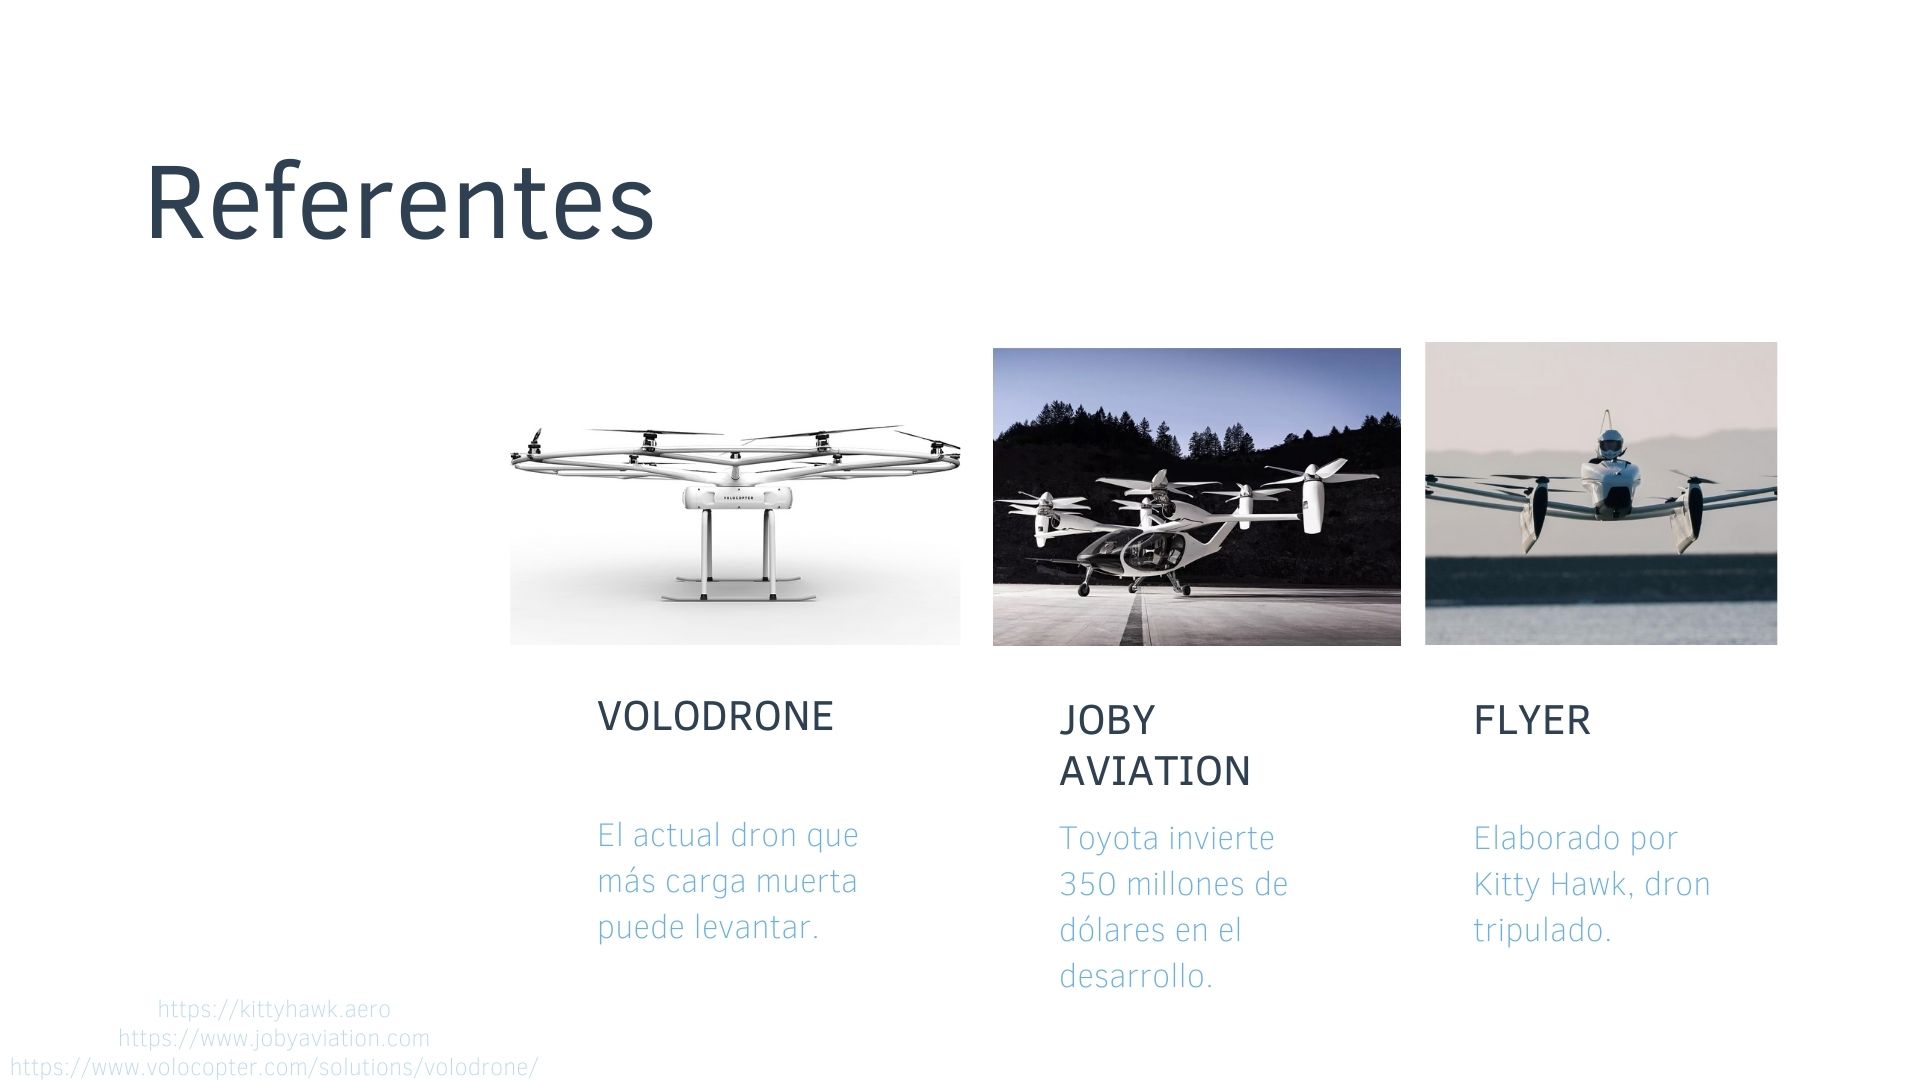 Referentes
VOLOCOPTER
VOLODRONE
El actual dron que
más carga muerta
puede levantar.
JOBY
AVIATION
Toyota invierte
350 millones de
dólares en el
desarrollo.
FLYER
Elaborado por
Kitty Hawk, dron
tripulado.
https://kittyhawk.aero
https://www.jobyaviation.com
https://www.volocopter.com/solutions/volodrone/